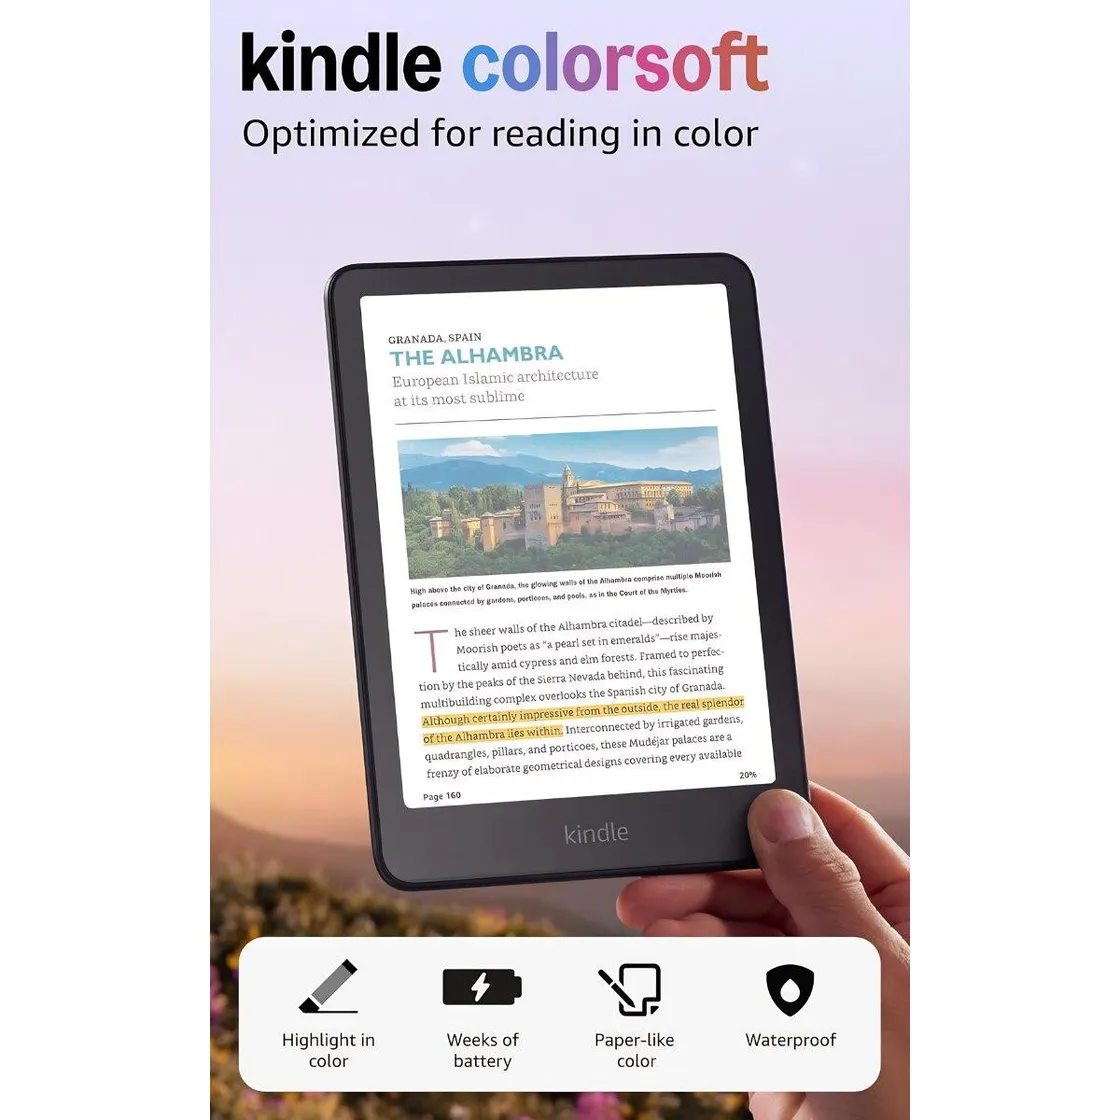 kindle colorsoft
Optimized for reading in color
GRANADA, SPAIN
THE ALHAMBRA
European Islamic architecture
at its most sublime
High above the city of Granada, the glowing walls of the Alhambra comprise multiple Moorish
palaces connected by gardens, porticoes, and pools, as in the Court of the Myrtles.
The sheer walls of the Alhambra citadel—described by
Moorish poets as "a pearl set in emeralds"—rise majes-
tically amid cypress and elm forests. Framed to perfec-
tion by the peaks of the Sierra Nevada behind, this fascinating
multibuilding complex overlooks the Spanish city of Granada.
Although certainly impressive from the outside, the real splendor
of the Alhambra lies within. Interconnected by irrigated gardens,
quadrangles, pillars, and porticoes, these Mudéjar palaces are a
frenzy of elaborate geometrical designs covering every available
Page 160
20%
kindle
Highlight in
color
Weeks of
battery
Paper-like
color
Waterproof